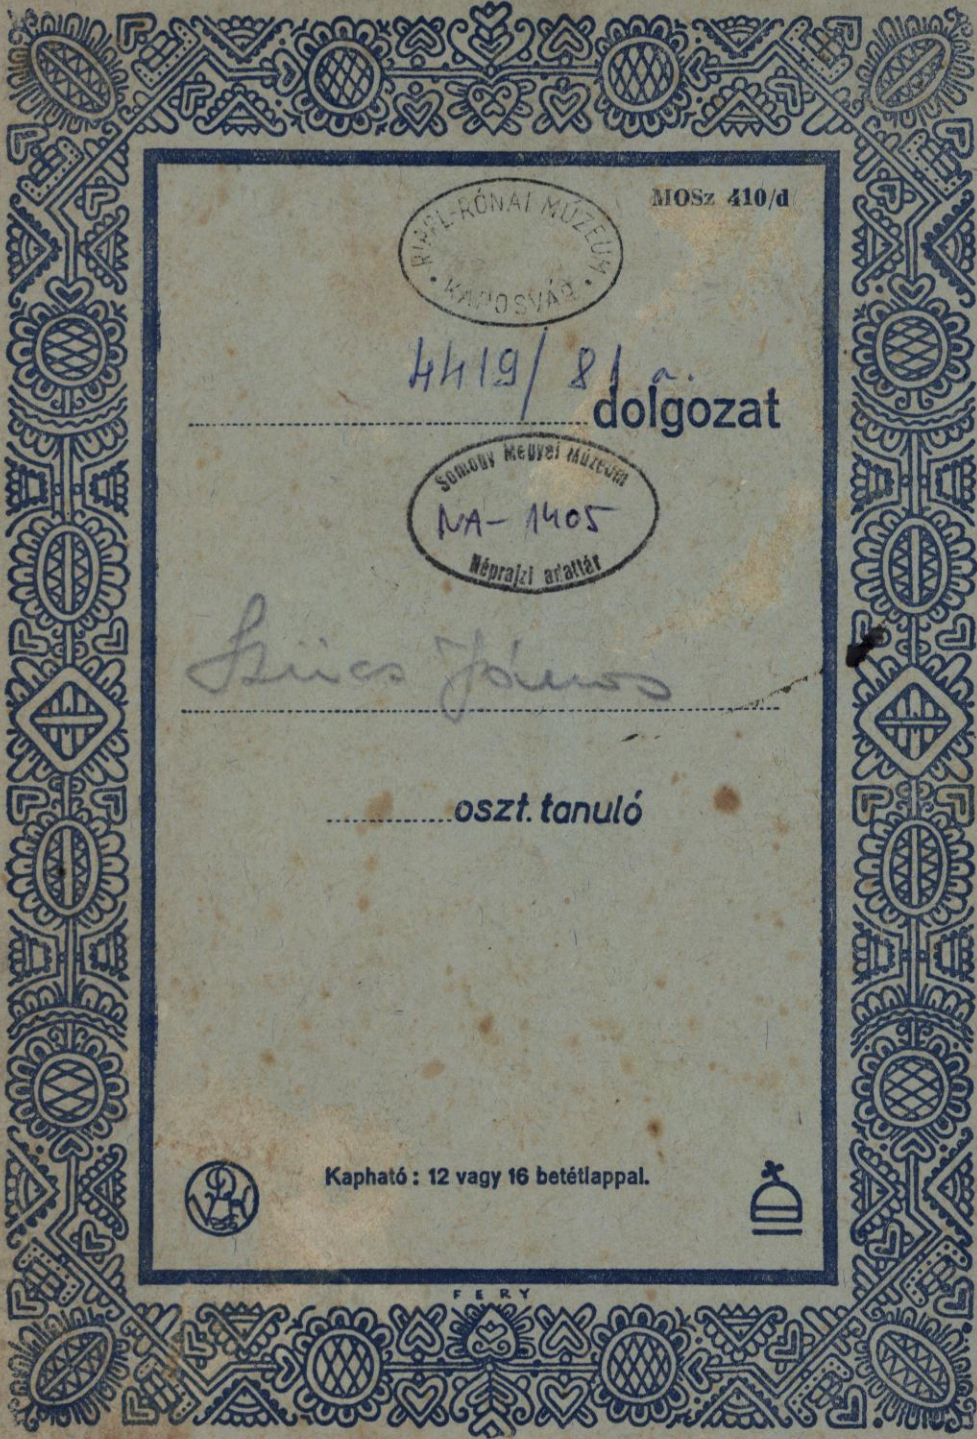 MOSz 410/d
RIPPL-RÓNAI MÚZEUM
• KAPOSVÁR •
4419/81
dolgozat
Somogy Megyei Múzeum
NA-1405
Néprajzi adattár
Szücs János
oszt. tanuló
Kapható: 12 vagy 16 betétlappal.
FERY